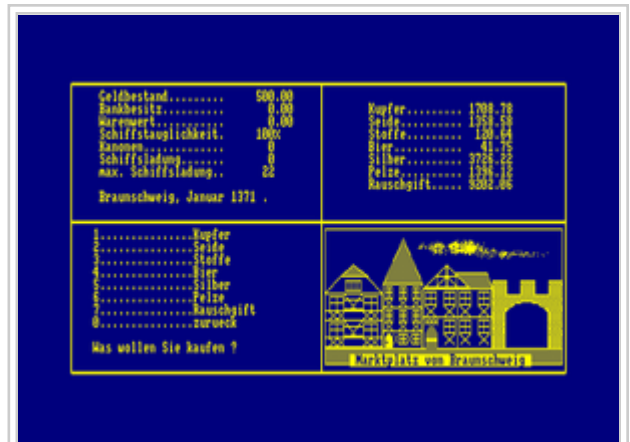 Geldbestand......... 500.00
Bankbesitz.......... 0.00
Warenwert........... 0.00
Schiffstauglichkeit. 100%
Kanonen............. 0
Schiffsladung....... 0
max. Schiffsladung.. 22
Braunschweig, Januar 1371 .
Kupfer......... 1708.78
Seide.......... 1358.58
Stoffe......... 120.64
Bier........... 41.75
Silber......... 3726.22
Pelze.......... 1396.12
Rauschgift..... 9202.06
1...............Kupfer
2...............Seide
3...............Stoffe
4...............Bier
5...............Silber
6...............Pelze
7...............Rauschgift
0...............zurueck
Was wollen Sie kaufen ?
Marktplatz von Braunschweig